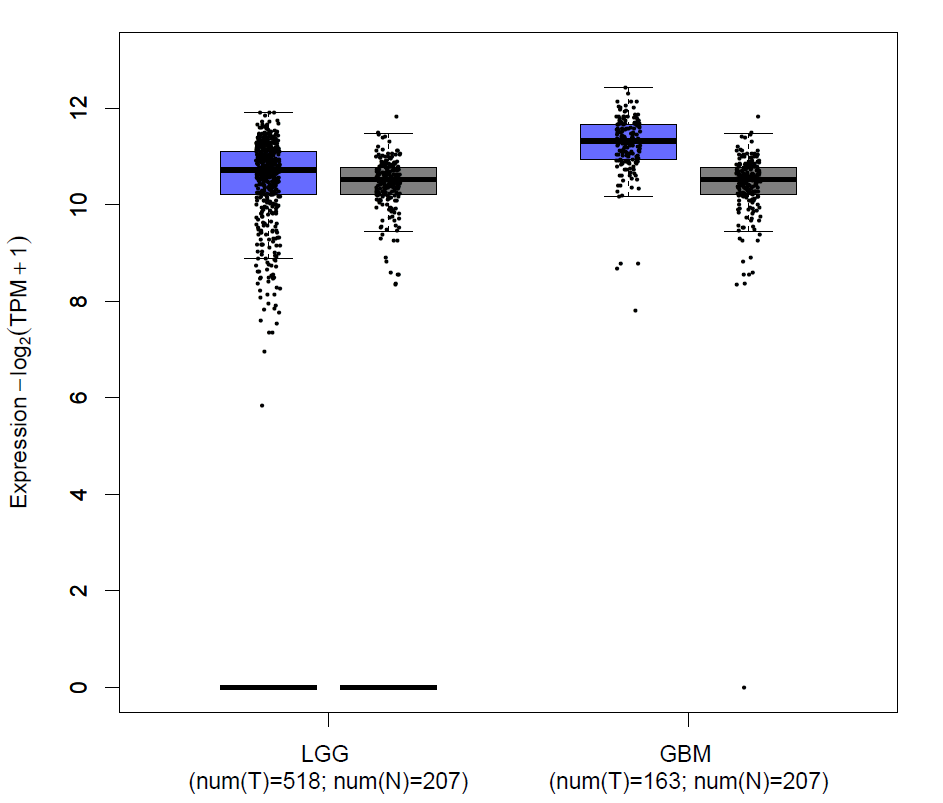 Expression − log₂(TPM + 1)
12
10
8
6
4
2
0
LGG
(num(T)=518; num(N)=207)
GBM
(num(T)=163; num(N)=207)